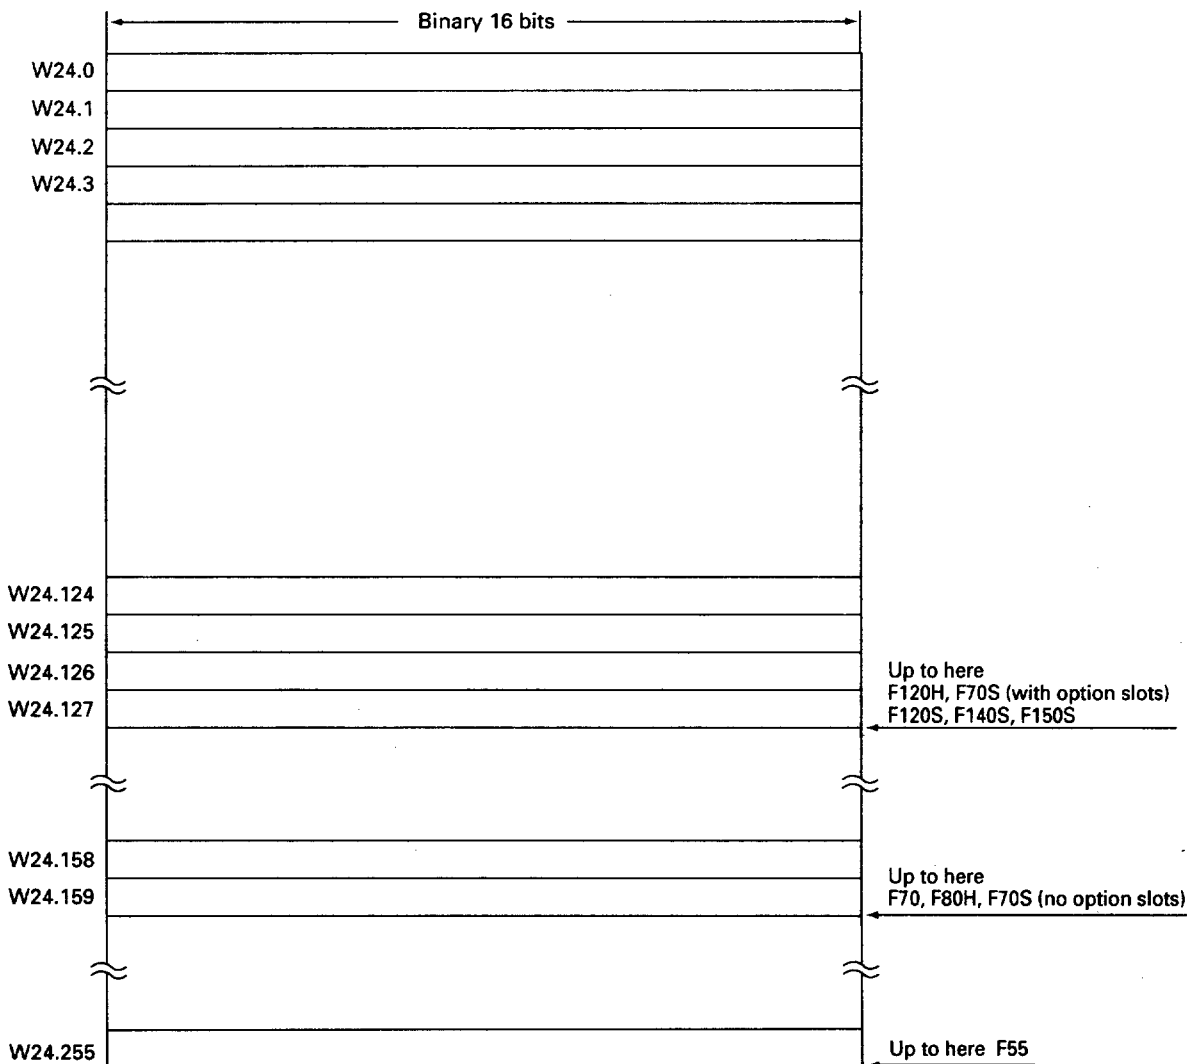 Binary 16 bits
W24.0
W24.1
W24.2
W24.3
W24.124
W24.125
W24.126
W24.127
Up to here
F120H, F70S (with option slots)
F120S, F140S, F150S
W24.158
W24.159
Up to here
F70, F80H, F70S (no option slots)
W24.255
Up to here F55